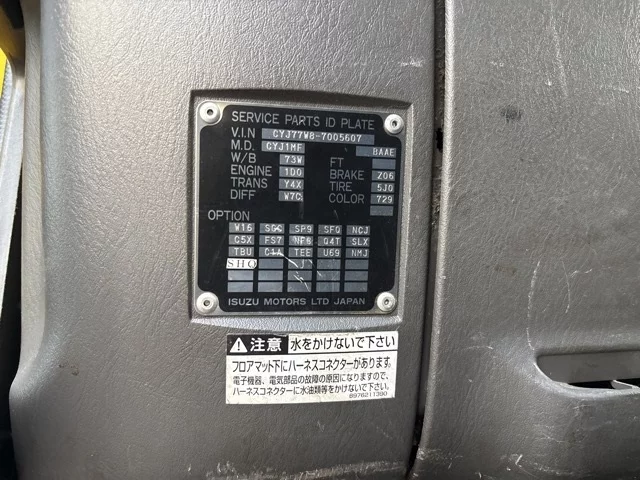 SERVICE PARTS ID PLATE
V.I.N CYJ77W8-7005607
M.D. CYJ1MF BAAE
W/B 73W FT
ENGINE 1D0 BRAKE Z06
TRANS Y4X TIRE 5J0
DIFF W7C COLOR 729
OPTION
W16 SGC SP9 SFQ NCJ
C5X FS7 NF8 Q4T SLX
TBU C1A TEE U69 NMJ
SHO
ISUZU MOTORS LTD JAPAN
注意 水をかけないで下さい
フロアマット下にハーネスコネクターがあります。
電子機器、電気部品の故障の原因になりますので、
ハーネスコネクターに水油類等をかけないで下さい。
8976211390